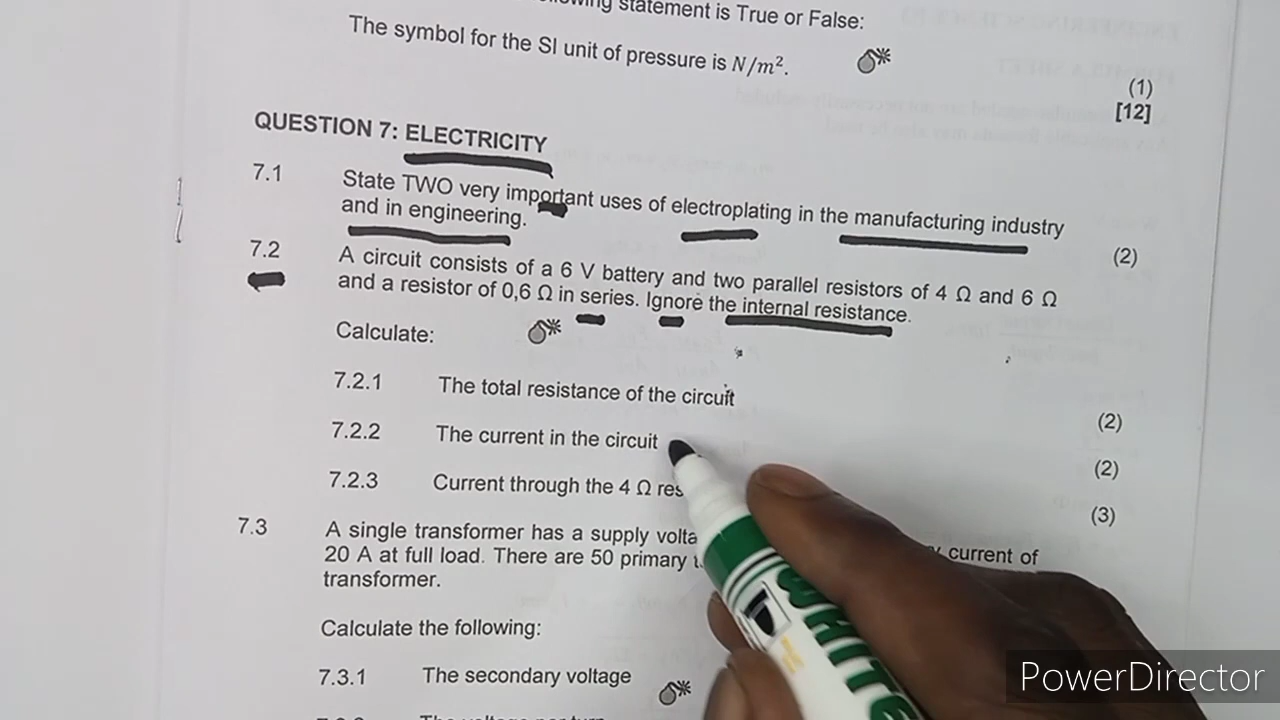 statement is True or False:
The symbol for the SI unit of pressure is N/m².
(1)
[12]
QUESTION 7: ELECTRICITY
7.1 State TWO very important uses of electroplating in the manufacturing industry
and in engineering.
(2)
7.2 A circuit consists of a 6 V battery and two parallel resistors of 4 Ω and 6 Ω
and a resistor of 0,6 Ω in series. Ignore the internal resistance.
Calculate:
7.2.1 The total resistance of the circuit
(2)
7.2.2 The current in the circuit
(2)
7.2.3 Current through the 4 Ω
(3)
7.3 A single transformer has a supply
current of
20 A at full load. There are 50 primary
transformer.
Calculate the following:
7.3.1 The secondary voltage
WHITE
PowerDirector